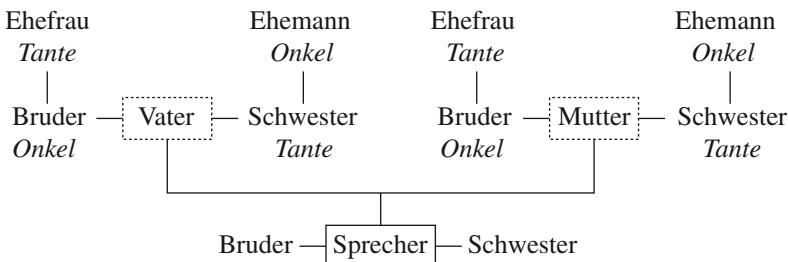 Ehefrau Ehemann Ehefrau Ehemann
Tante Onkel Tante Onkel
Bruder Vater Schwester Bruder Mutter Schwester
Onkel Tante Onkel Tante
Bruder Sprecher Schwester